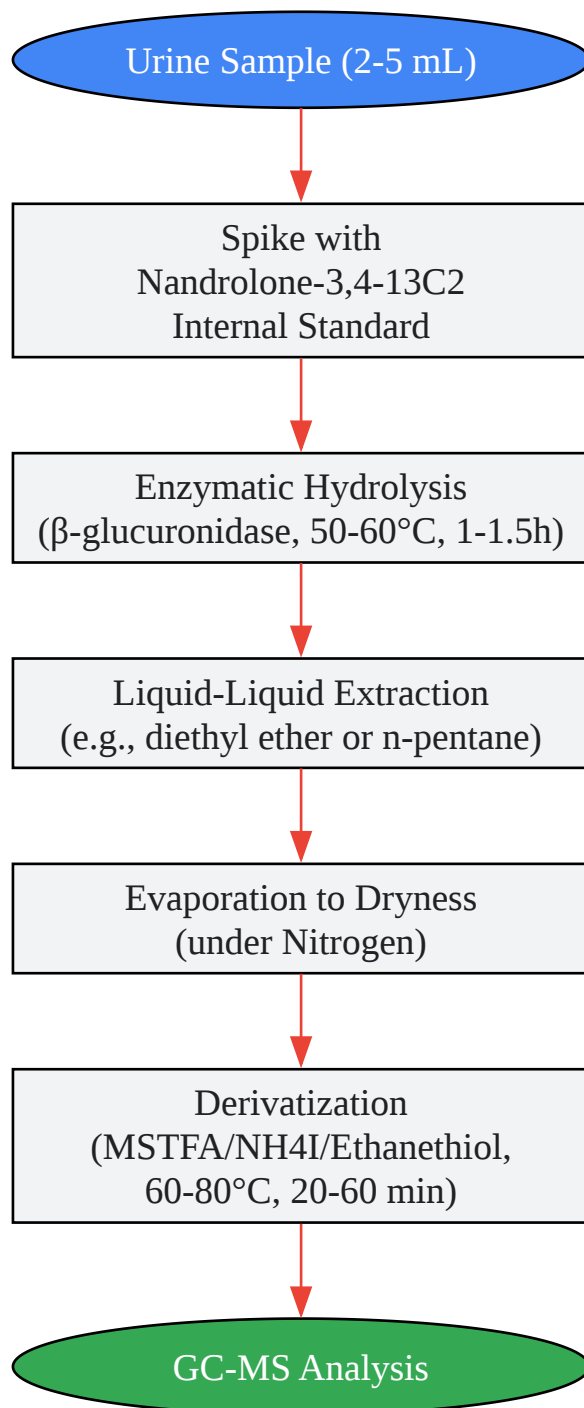 Urine Sample (2-5 mL)
Spike with
Nandrolone-3,4-13C2
Internal Standard
Enzymatic Hydrolysis
(β-glucuronidase, 50-60°C, 1-1.5h)
Liquid-Liquid Extraction
(e.g., diethyl ether or n-pentane)
Evaporation to Dryness
(under Nitrogen)
Derivatization
(MSTFA/NH4I/Ethanethiol,
60-80°C, 20-60 min)
GC-MS Analysis